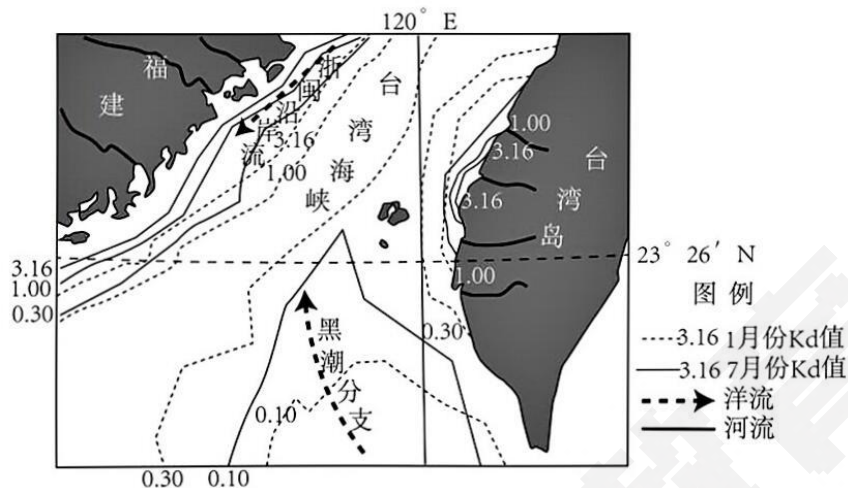 120° E
福
建
浙
闽
沿
岸
流
3.16
1.00
台
湾
海
峡
1.00
3.16
3.16
1.00
台
湾
岛
23° 26′ N
3.16
1.00
0.30
0.30
黑
潮
分
支
0.10
0.30 0.10
图 例
3.16 1月份Kd值
3.16 7月份Kd值
洋流
河流